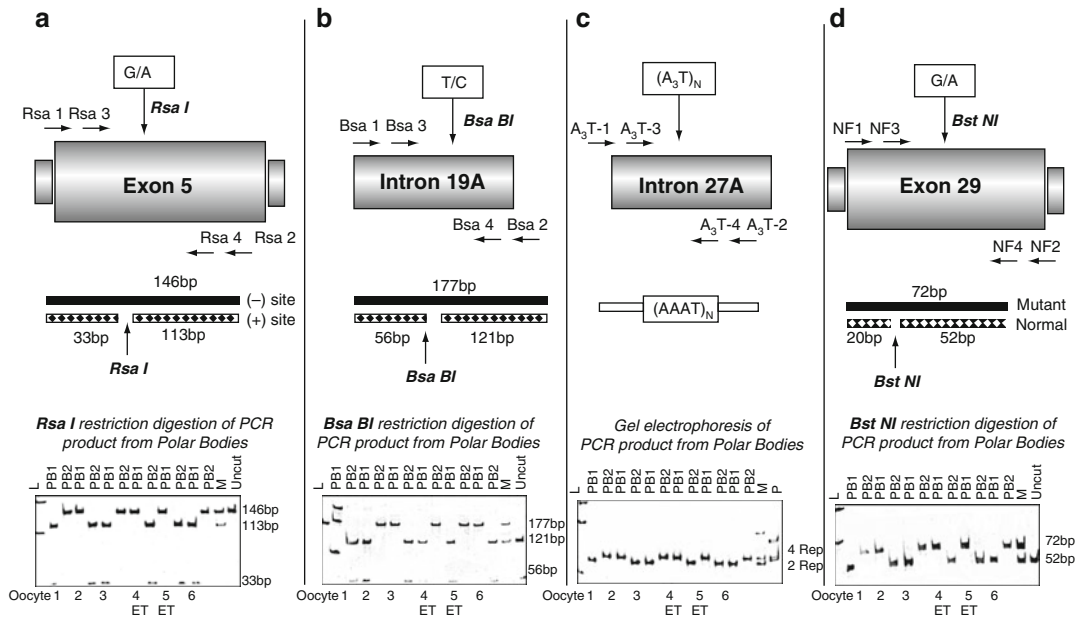 a
G/A
Rsa I
Rsa 1 Rsa 3
Exon 5
Rsa 4 Rsa 2
146bp
(–) site
(+) site
33bp 113bp
Rsa I
Rsa I restriction digestion of PCR
product from Polar Bodies
L PB1 PB2 PB1 PB2 PB1 PB2 PB1 PB2 PB1 PB2 PB1 PB2 M Uncut
146bp
113bp
33bp
Oocyte 1 2 3 4 5 6
ET ET
b
T/C
Bsa BI
Bsa 1 Bsa 3
Intron 19A
Bsa 4 Bsa 2
177bp
56bp 121bp
Bsa BI
Bsa BI restriction digestion of
PCR product from Polar Bodies
L PB1 PB2 PB1 PB2 PB1 PB2 PB1 PB2 PB1 PB2 PB1 PB2 M Uncut
177bp
121bp
56bp
Oocyte 1 2 3 4 5 6
ET ET
c
(A₃T)N
A₃T-1 A₃T-3
Intron 27A
A₃T-4 A₃T-2
(AAAT)N
Gel electrophoresis of
PCR product from Polar Bodies
L PB1 PB2 PB1 PB2 PB1 PB2 PB1 PB2 PB1 PB2 PB1 PB2 M P
4 Rep
2 Rep
Oocyte 1 2 3 4 5 6
ET ET
d
G/A
Bst NI
NF1 NF3
Exon 29
NF4 NF2
72bp
Mutant
Normal
20bp 52bp
Bst NI
Bst NI restriction digestion of
PCR product from Polar Bodies
L PB1 PB2 PB1 PB2 PB1 PB2 PB1 PB2 PB1 PB2 PB1 PB2 M Uncut
72bp
52bp
Oocyte 1 2 3 4 5 6
ET ET